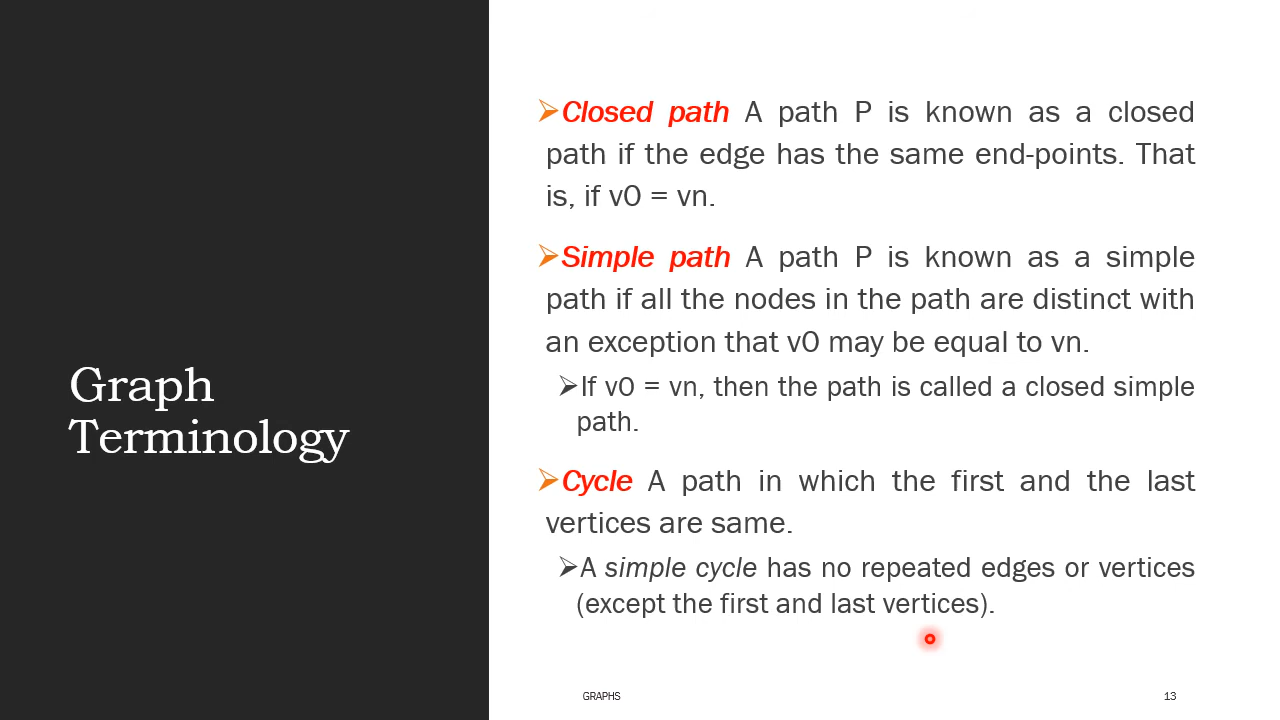 Graph
Terminology
➢Closed path A path P is known as a closed
path if the edge has the same end-points. That
is, if v0 = vn.
➢Simple path A path P is known as a simple
path if all the nodes in the path are distinct with
an exception that v0 may be equal to vn.
➢If v0 = vn, then the path is called a closed simple
path.
➢Cycle A path in which the first and the last
vertices are same.
➢A simple cycle has no repeated edges or vertices
(except the first and last vertices).
GRAPHS
13